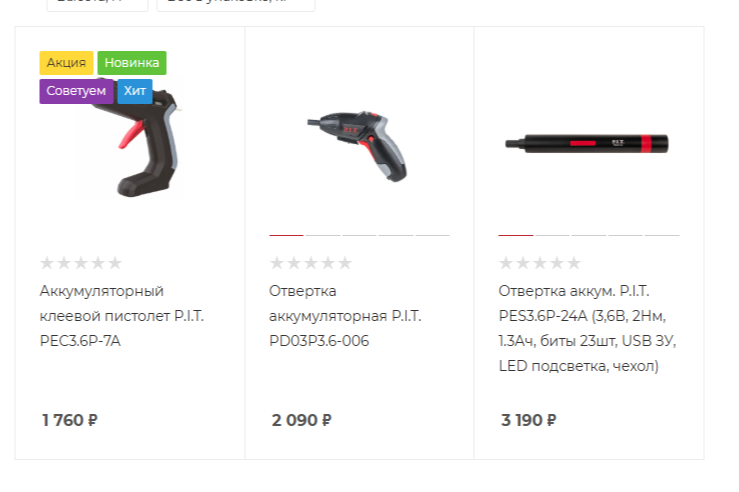 Акция
Новинка
Советуем
Хит
Аккумуляторный
клеевой пистолет P.I.T.
PEC3.6P-7A
1 760 ₽
Отвертка
аккумуляторная P.I.T.
PD03P3.6-006
2 090 ₽
Отвертка аккум. P.I.T.
PES3.6P-24A (3,6В, 2Нм,
1.3Ач, биты 23шт, USB ЗУ,
LED подсветка, чехол)
3 190 ₽